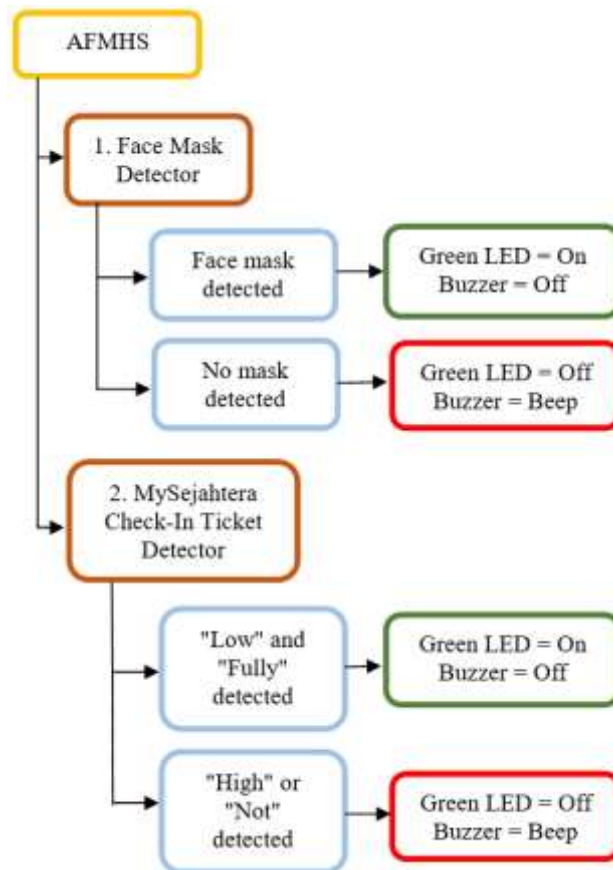 AFMHS
1. Face Mask
Detector
Face mask
detected
Green LED = On
Buzzer = Off
No mask
detected
Green LED = Off
Buzzer = Beep
2. MySejahtera
Check-In Ticket
Detector
"Low" and
"Fully"
detected
Green LED = On
Buzzer = Off
"High" or
"Not"
detected
Green LED = Off
Buzzer = Beep